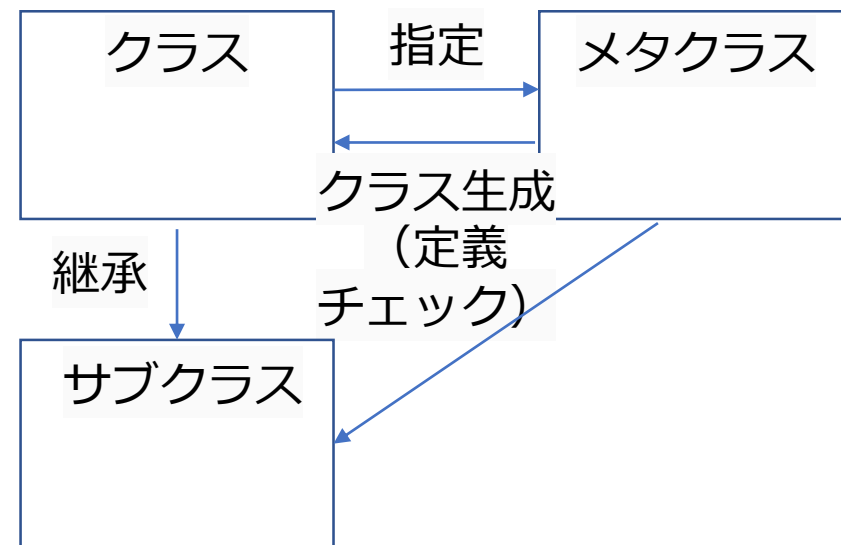 クラス
指定
メタクラス
クラス生成
（定義
チェック)
継承
サブクラス